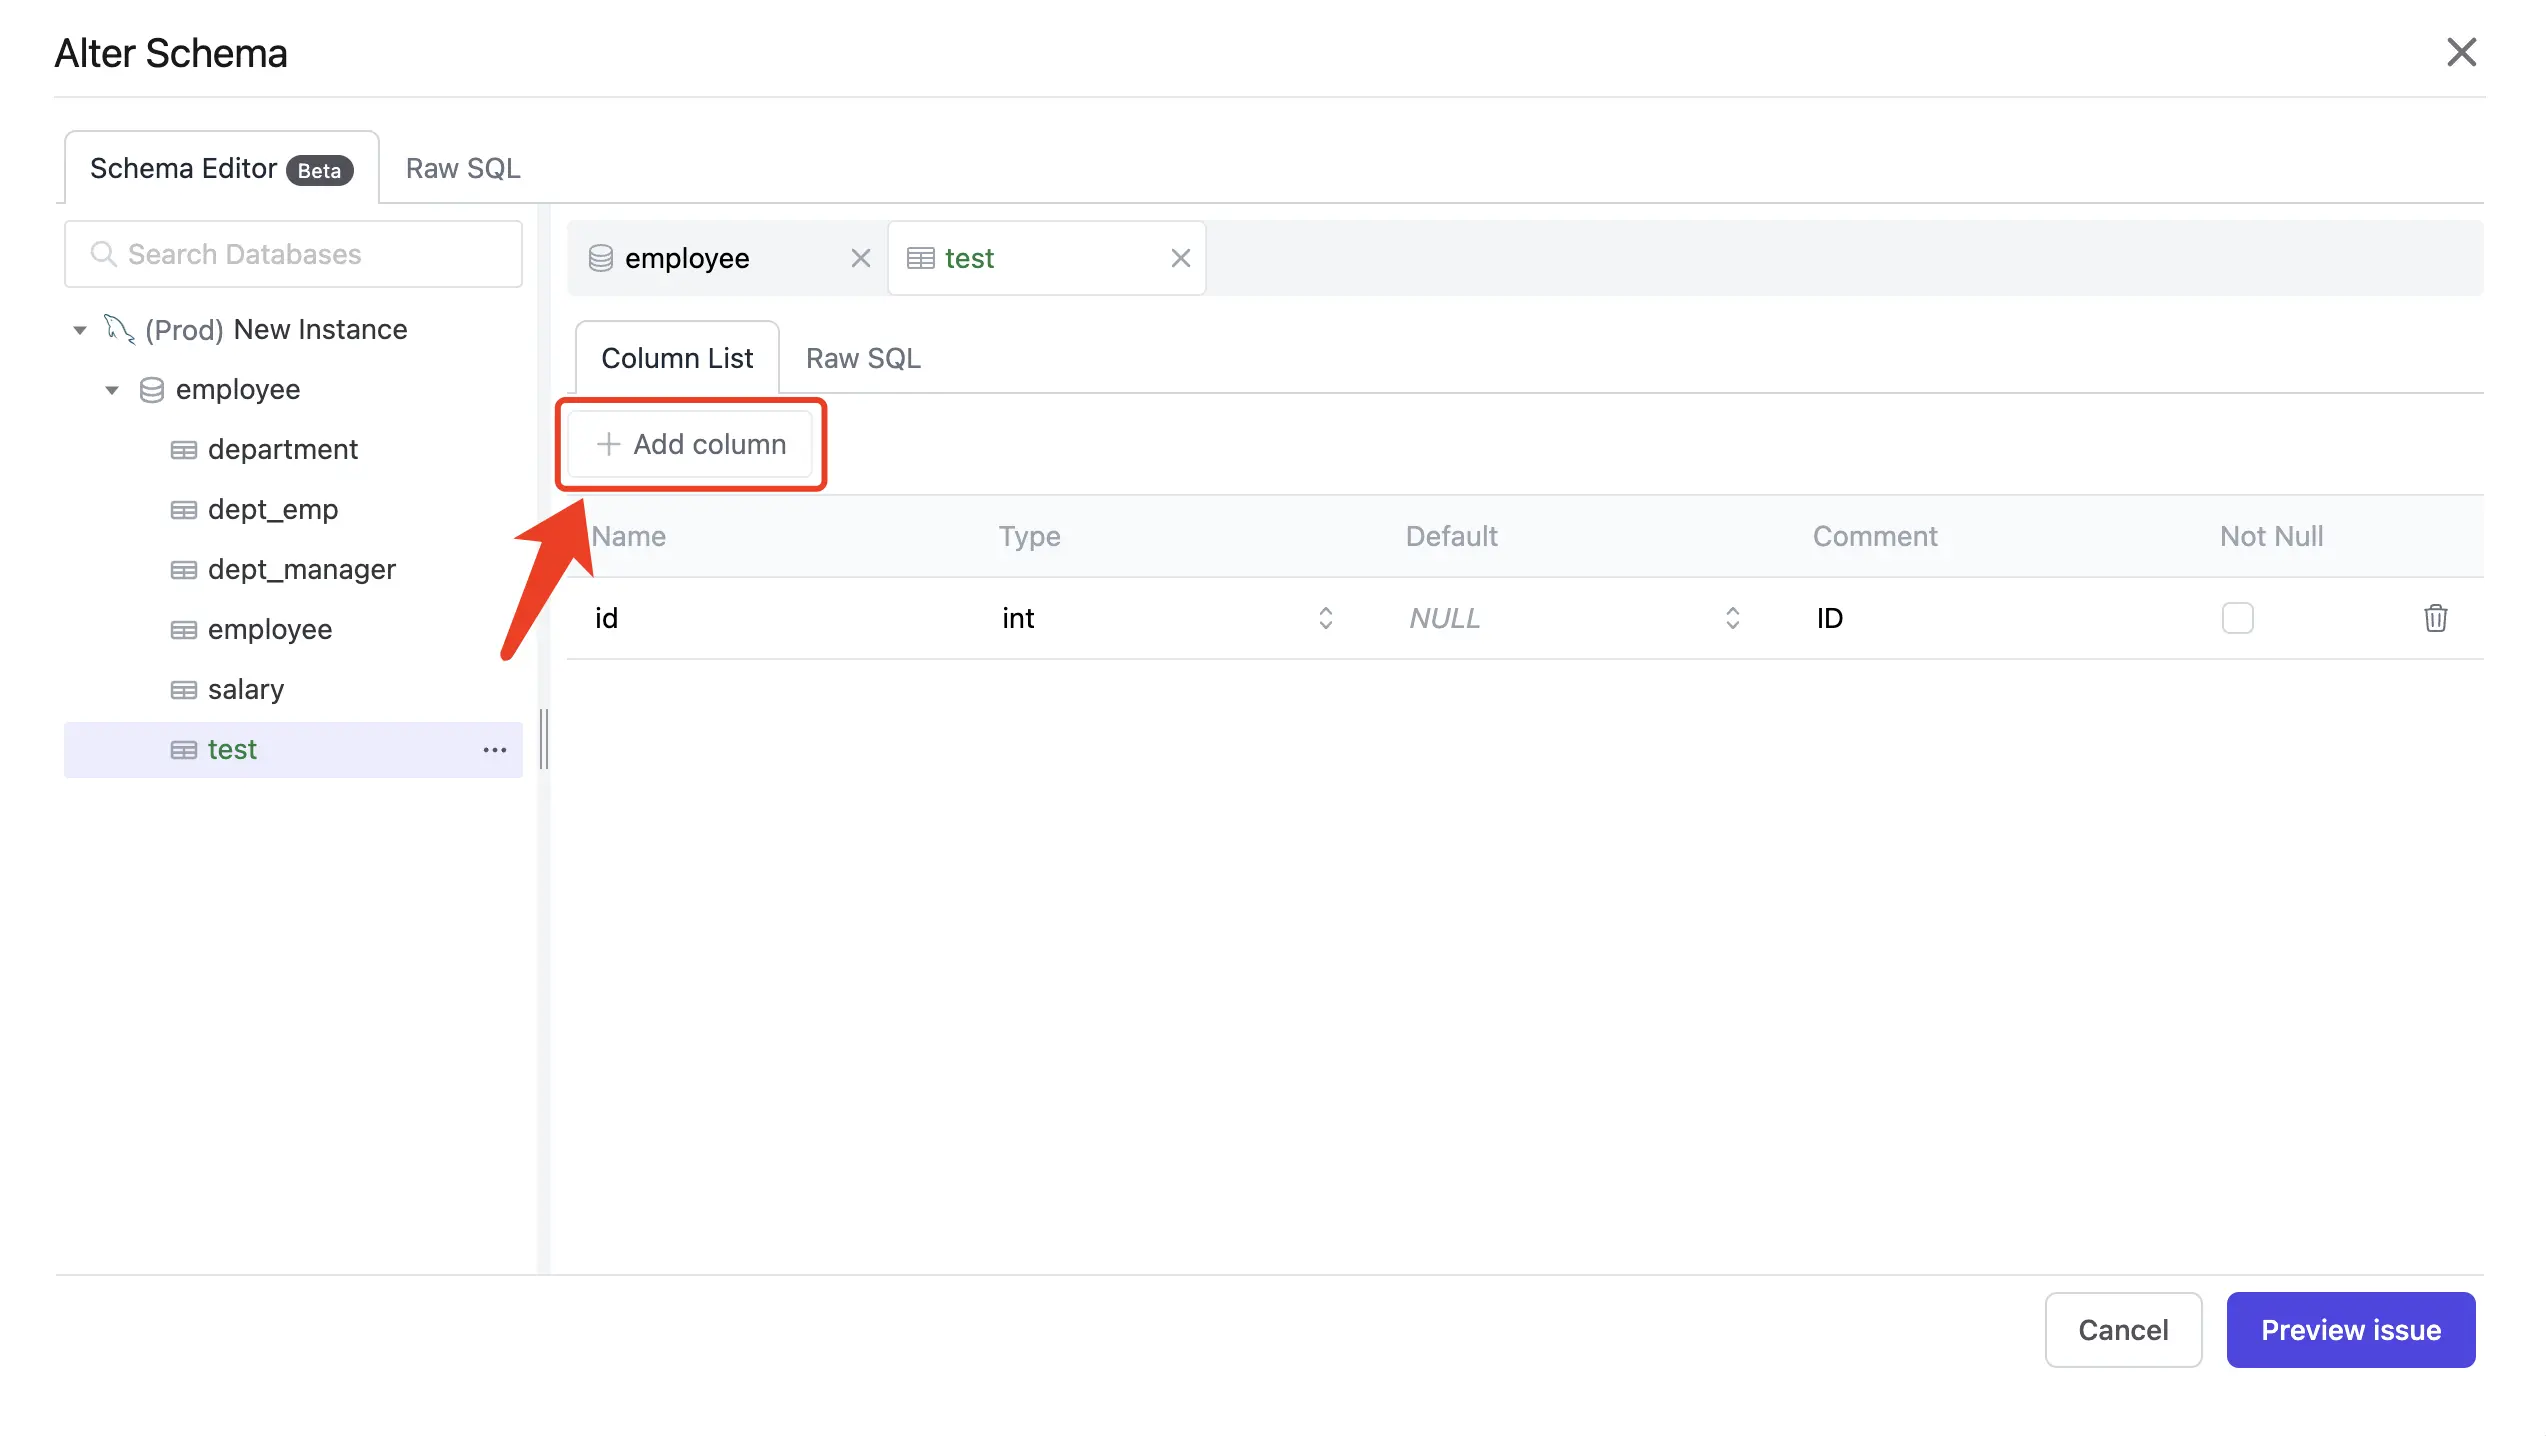 Alter Schema
Schema Editor Beta Raw SQL
Search Databases
(Prod) New Instance
employee
department
dept_emp
dept_manager
employee
salary
test
employee test
Column List Raw SQL
Add column
Name Type Default Comment Not Null
id int NULL ID
Cancel Preview issue